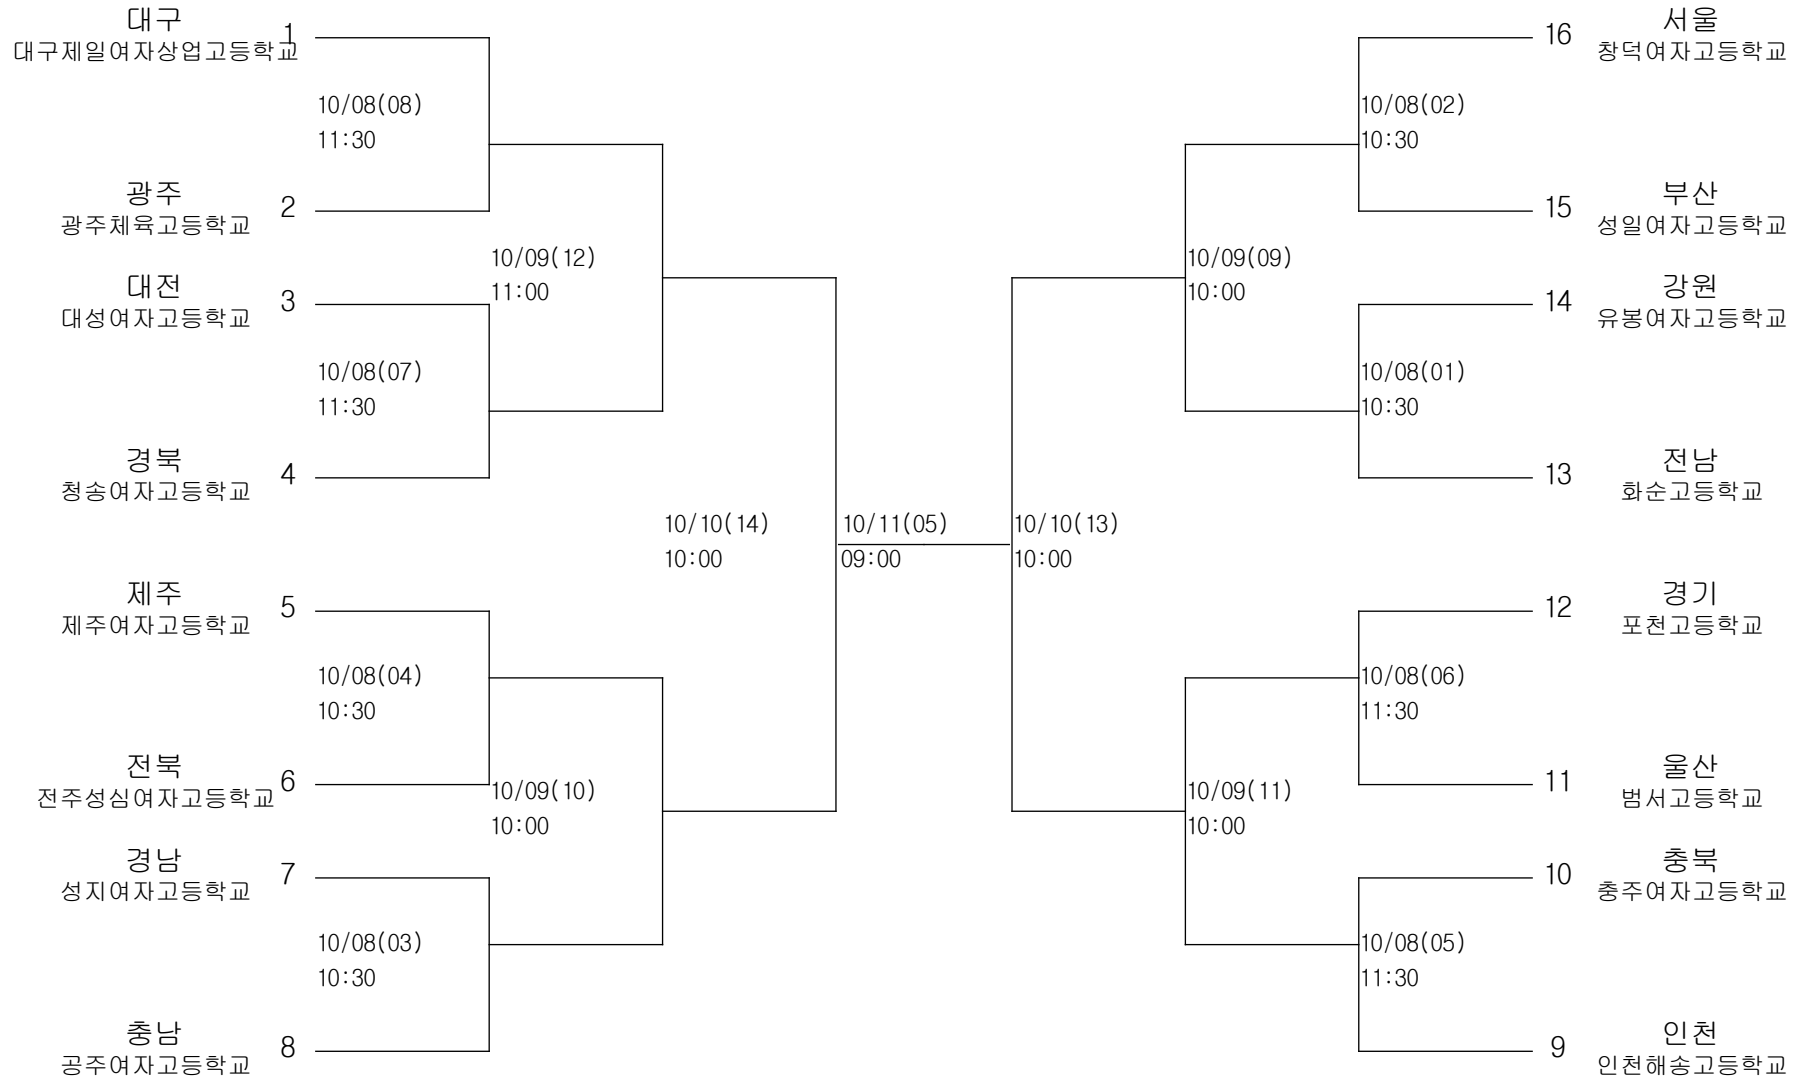 대구
대구제일여자상업고등학교
1
10/08(08)
11:30
광주
광주체육고등학교
2
10/09(12)
11:00
대전
대성여자고등학교
3
10/08(07)
11:30
경북
청송여자고등학교
4
10/10(14)
10:00
제주
제주여자고등학교
5
10/08(04)
10:30
전북
전주성심여자고등학교
6
10/09(10)
10:00
경남
성지여자고등학교
7
10/08(03)
10:30
충남
공주여자고등학교
8
10/11(05)
09:00
16
서울
창덕여자고등학교
10/08(02)
10:30
15
부산
성일여자고등학교
10/09(09)
10:00
14
강원
유봉여자고등학교
10/08(01)
10:30
13
전남
화순고등학교
10/10(13)
10:00
12
경기
포천고등학교
10/08(06)
11:30
11
울산
범서고등학교
10/09(11)
10:00
10
충북
충주여자고등학교
10/08(05)
11:30
9
인천
인천해송고등학교